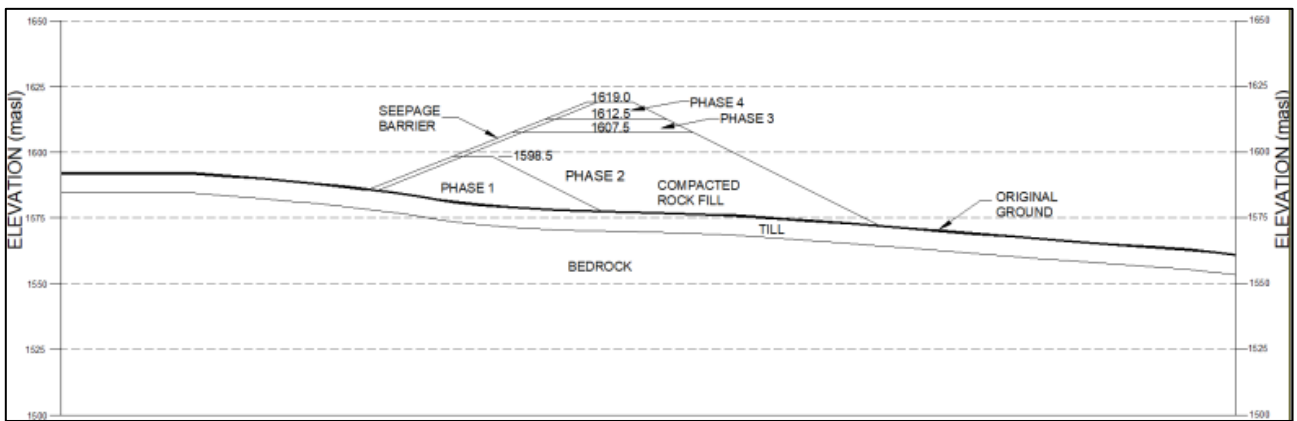 1650
1650
ELEVATION (masl)
1625
1619.0
PHASE 4
1625
SEEPAGE
BARRIER
1612.5
PHASE 3
1607.5
1600
1598.5
1600
PHASE 1
PHASE 2
COMPACTED
ROCK FILL
ORIGINAL
GROUND
1575
TILL
1575
ELEVATION (masl)
BEDROCK
1550
1550
1525
1525
1500
1500